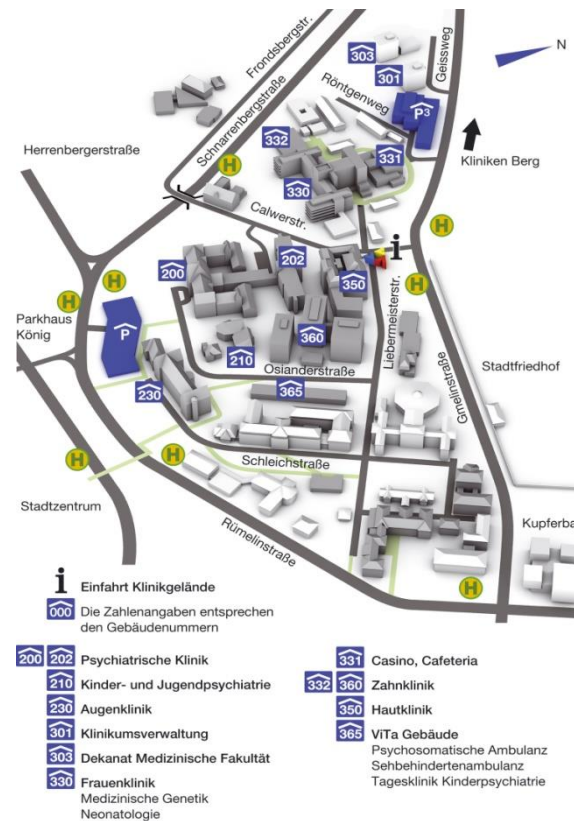 Frondsbergstr.
303
Geissweg
N
Schnarrenbergstraße
301
Röntgenweg
P3
332
Herrenbergerstraße
H
331
Kliniken Berg
330
Calwerstr.
H
i
H
200
202
350
H
H
Liebermeisterstr.
Parkhaus
König
P
360
210
Osianderstraße
Stadtfriedhof
230
365
Gmelinstraße
H
H
Schleichstraße
Stadtzentrum
Rümelinstraße
Kupferba
H
i Einfahrt Klinikgelände
000 Die Zahlenangaben entsprechen
den Gebäudenummern
200 202 Psychiatrische Klinik
210 Kinder- und Jugendpsychiatrie
230 Augenklinik
301 Klinikumsverwaltung
303 Dekanat Medizinische Fakultät
330 Frauenklinik
Medizinische Genetik
Neonatologie
331 Casino, Cafeteria
332 360 Zahnklinik
350 Hautklinik
365 ViTa Gebäude
Psychosomatische Ambulanz
Sehbehindertenambulanz
Tagesklinik Kinderpsychiatrie